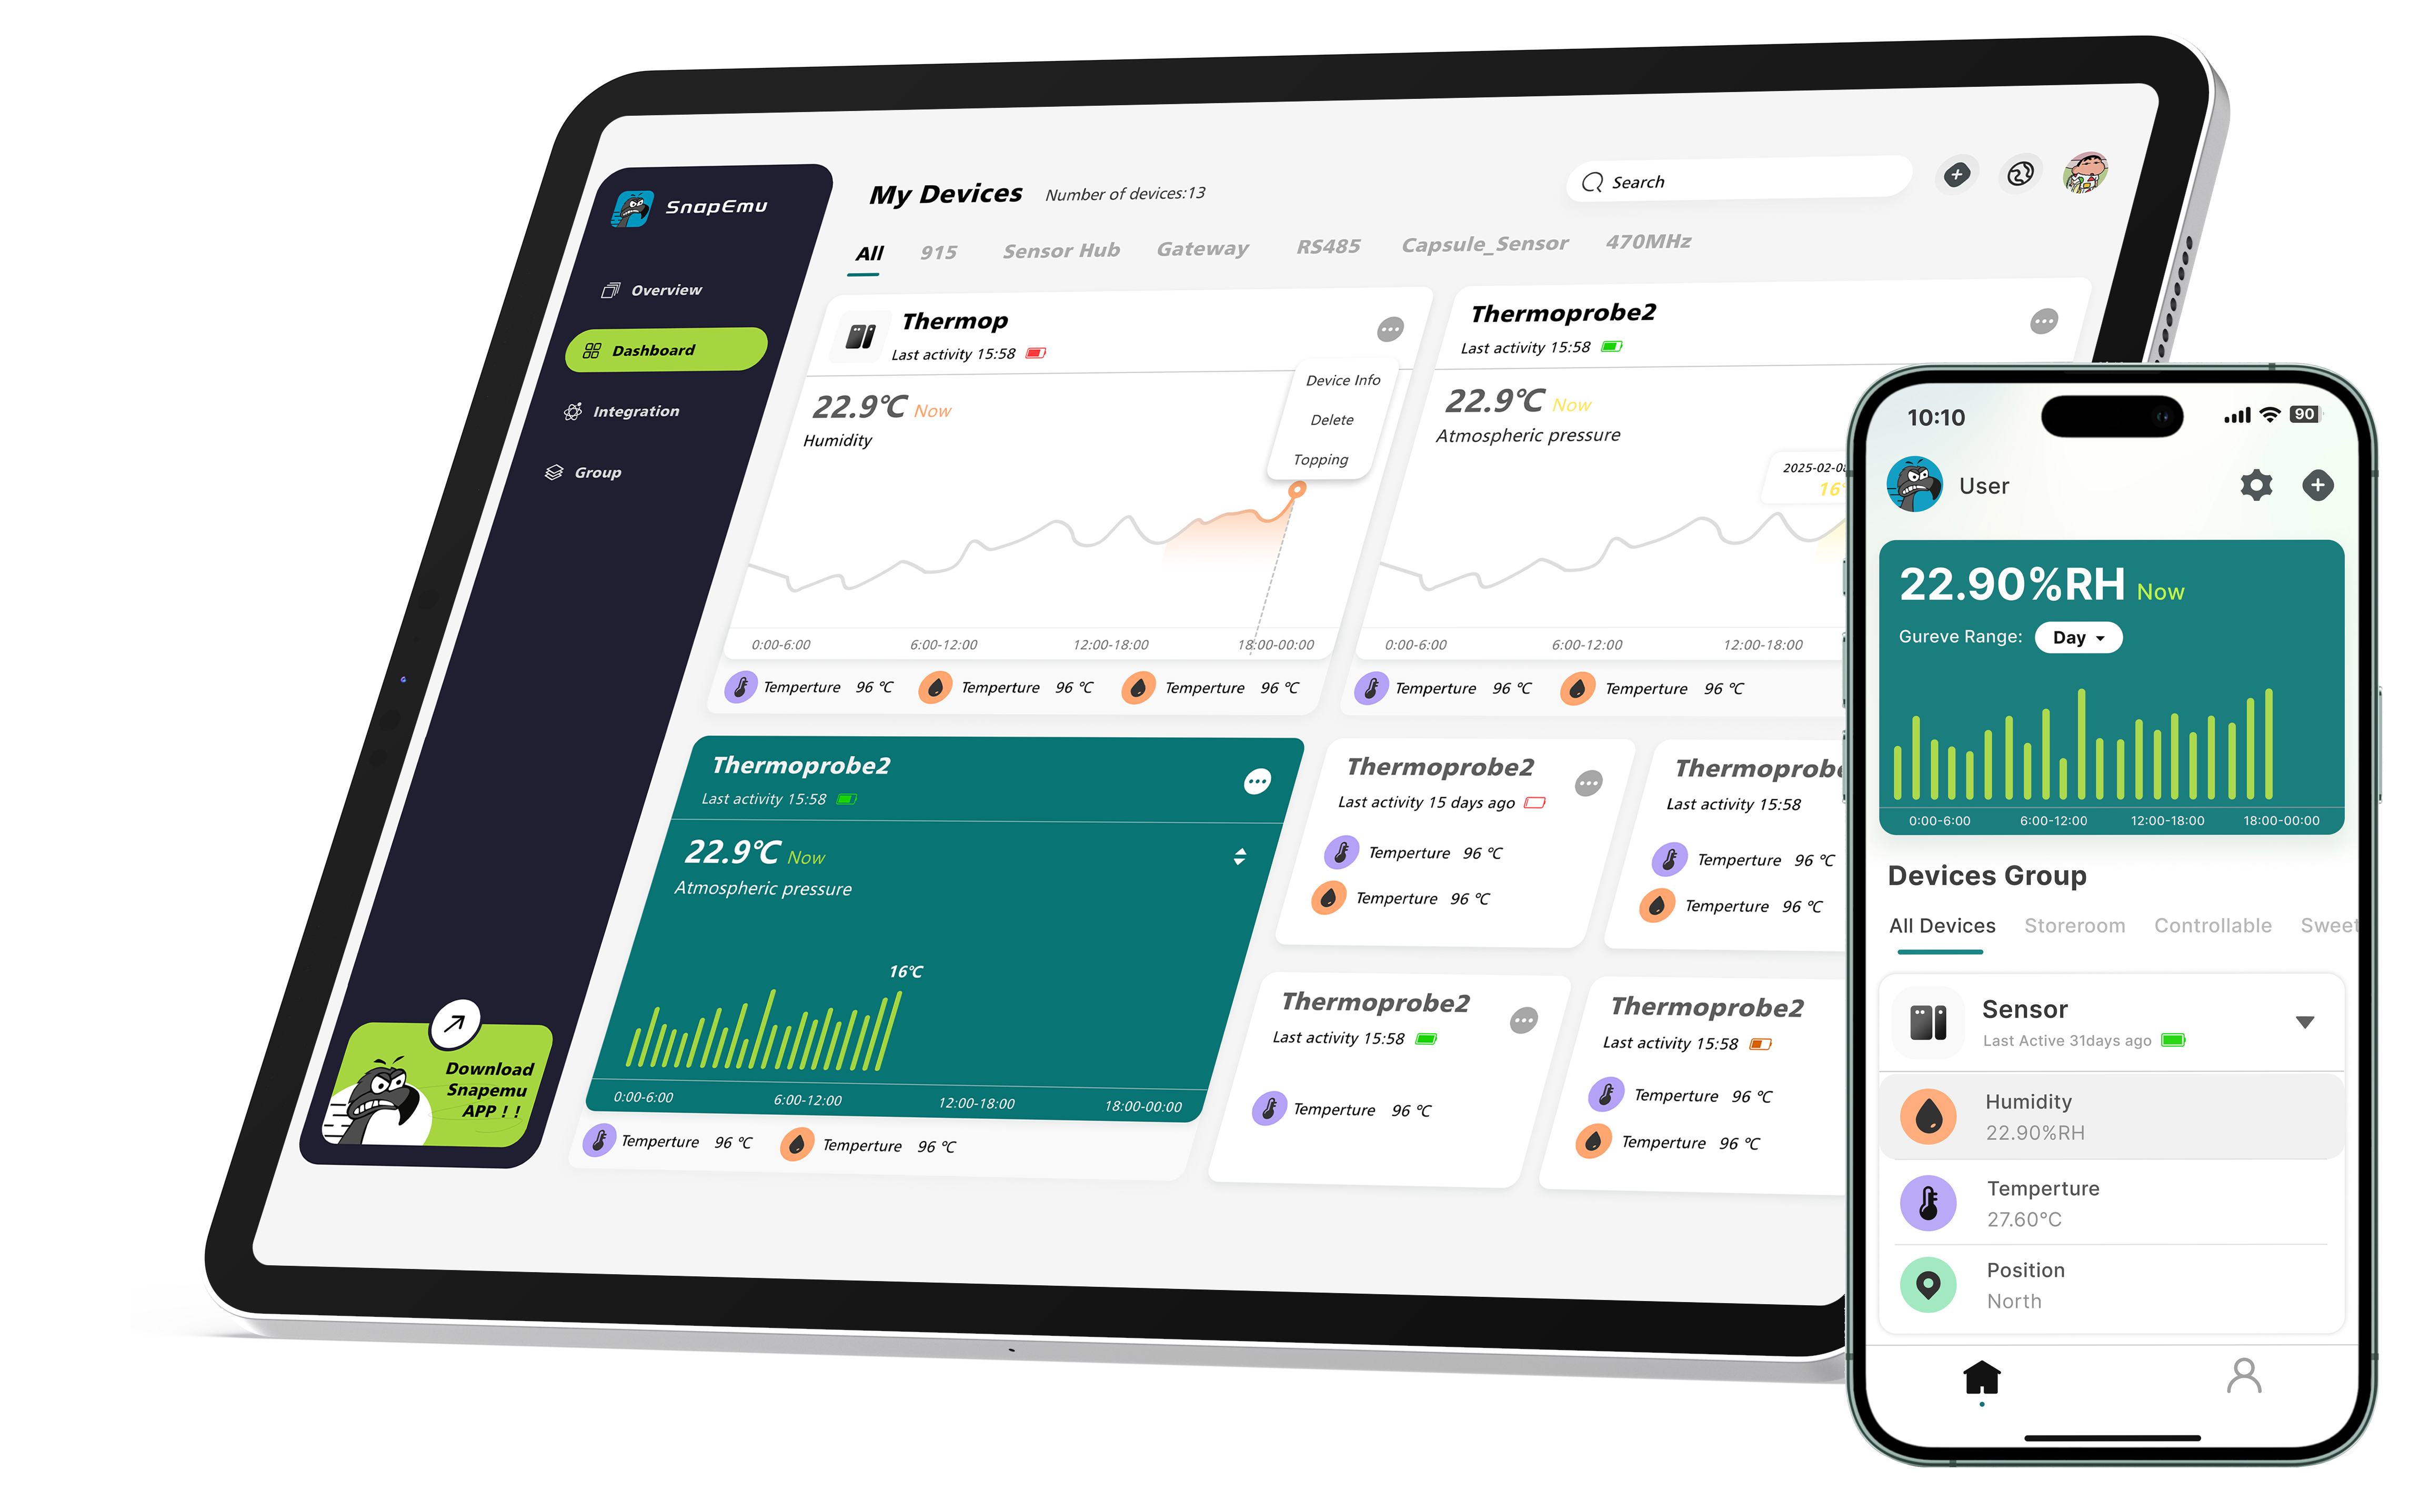 SnapEmu
Overview
Dashboard
Integration
Group
Download
Snapemu
APP ! !
My Devices Number of devices:13
Search
All 915 Sensor Hub Gateway RS485 Capsule_Sensor 470MHz
Thermop
Last activity 15:58
Device Info
Delete
Topping
22.9℃ Now
Humidity
0:00-6:00 6:00-12:00 12:00-18:00 18:00-00:00
Temperture 96 ℃ Temperture 96 ℃ Temperture 96 ℃
Thermoprobe2
Last activity 15:58
22.9℃ Now
Atmospheric pressure
2025-02-08
16°
0:00-6:00 6:00-12:00 12:00-18:00
Temperture 96 ℃ Temperture 96 ℃
Thermoprobe2
Last activity 15:58
22.9℃ Now
Atmospheric pressure
16℃
0:00-6:00 6:00-12:00 12:00-18:00 18:00-00:00
Temperture 96 ℃ Temperture 96 ℃
Thermoprobe2
Last activity 15 days ago
Temperture 96 ℃
Temperture 96 ℃
Thermoprobe
Last activity 15:58
Temperture 96 ℃
Temperture 96 ℃
Thermoprobe2
Last activity 15:58
Temperture 96 ℃
Thermoprobe2
Last activity 15:58
Temperture 96 ℃
Temperture 96 ℃
10:10 90
User
22.90%RH Now
Gureve Range: Day
0:00-6:00 6:00-12:00 12:00-18:00 18:00-00:00
Devices Group
All Devices Storeroom Controllable Sweet
Sensor
Last Active 31days ago
Humidity
22.90%RH
Temperture
27.60°C
Position
North